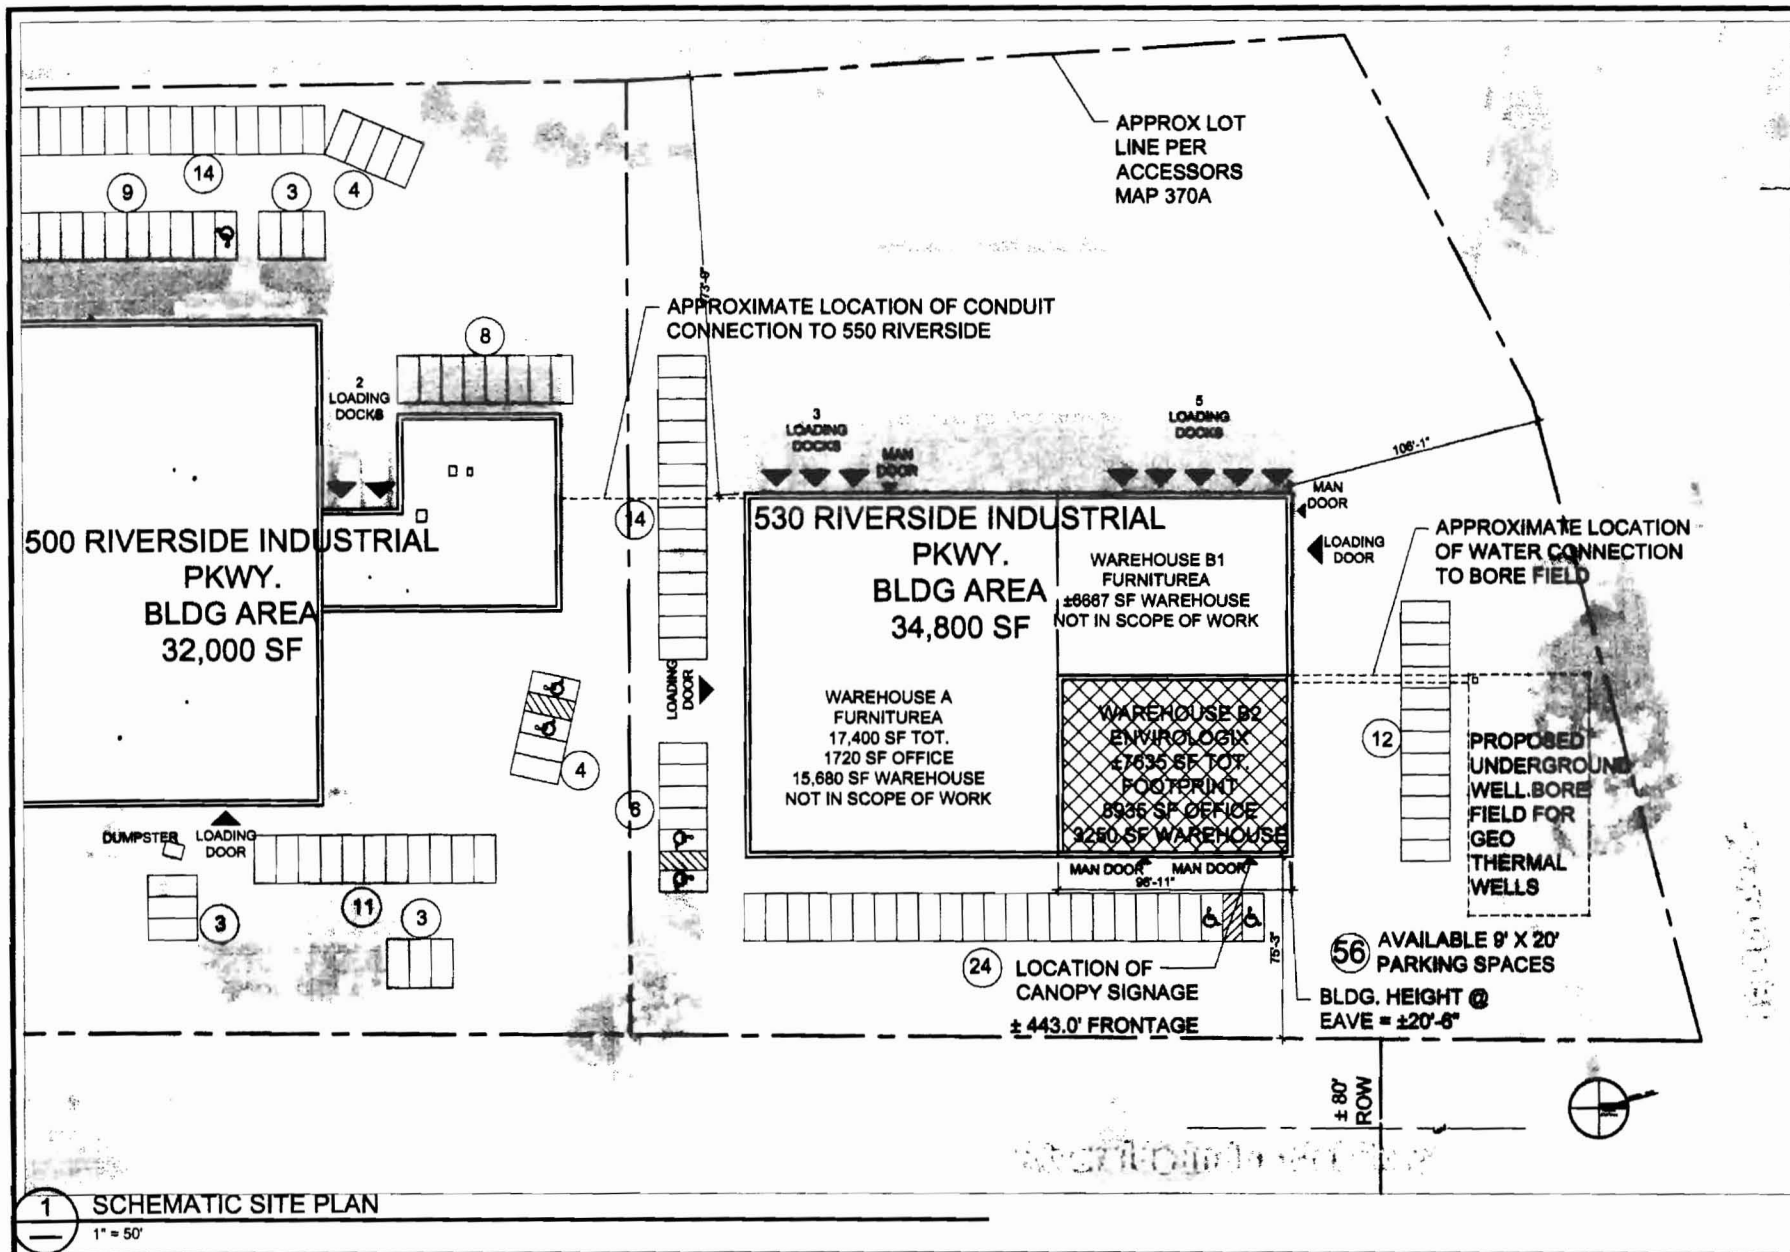 APPROX LOT
LINE PER
ACCESSORS
MAP 370A
14
9
3
4
APPROXIMATE LOCATION OF CONDUIT
CONNECTION TO 550 RIVERSIDE
8
2
LOADING
DOCKS
3
LOADING
DOCKS
MAN
DOOR
5
LOADING
DOCKS
106'-1"
MAN
DOOR
LOADING
DOOR
APPROXIMATE LOCATION
OF WATER CONNECTION
TO BORE FIELD
500 RIVERSIDE INDUSTRIAL
PKWY.
BLDG AREA
32,000 SF
14
530 RIVERSIDE INDUSTRIAL
PKWY.
BLDG AREA
34,800 SF
WAREHOUSE B1
FURNITUREA
±6667 SF WAREHOUSE
NOT IN SCOPE OF WORK
LOADING
DOOR
WAREHOUSE A
FURNITUREA
17,400 SF TOT.
1720 SF OFFICE
15,680 SF WAREHOUSE
NOT IN SCOPE OF WORK
WAREHOUSE B2
ENVIROLOGIX
±7635 SF TOT.
FOOTPRINT
SF OFFICE
3250 SF WAREHOUSE
12
PROPOSED
UNDERGROUND
WELL BORE
FIELD FOR
GEO
THERMAL
WELLS
4
6
DUMPSTER
LOADING
DOOR
MAN DOOR
MAN DOOR
11
3
3
75'-3"
24
LOCATION OF
CANOPY SIGNAGE
± 443.0' FRONTAGE
56
AVAILABLE 9' X 20'
PARKING SPACES
BLDG. HEIGHT @
EAVE = ±20'-6"
± 80'
ROW
1
SCHEMATIC SITE PLAN
1" = 50'